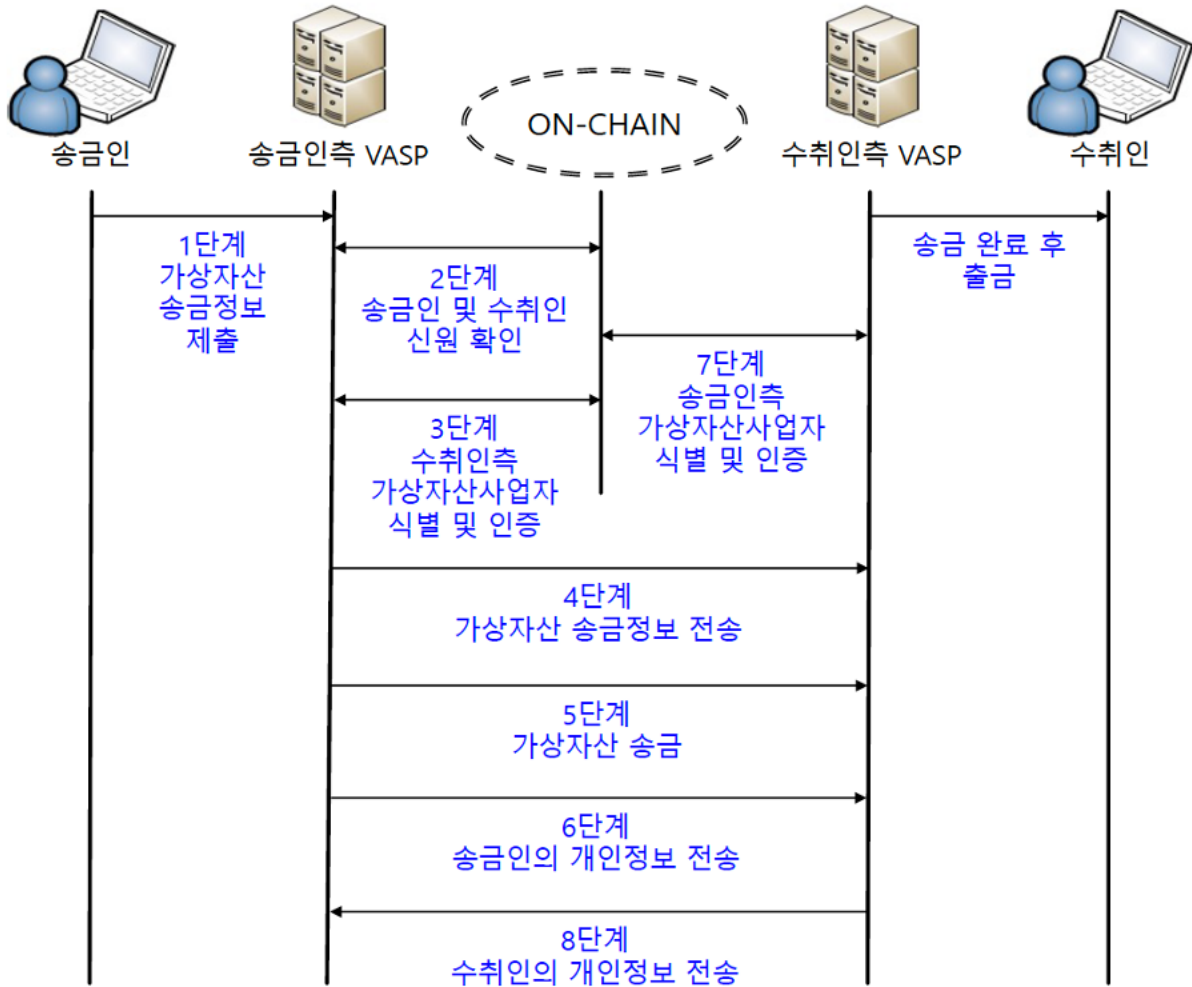 송금인
송금인측 VASP
ON-CHAIN
수취인측 VASP
수취인
1단계
가상자산
송금정보
제출
2단계
송금인 및 수취인
신원 확인
송금 완료 후
출금
7단계
송금인측
가상자산사업자
식별 및 인증
3단계
수취인측
가상자산사업자
식별 및 인증
4단계
가상자산 송금정보 전송
5단계
가상자산 송금
6단계
송금인의 개인정보 전송
8단계
수취인의 개인정보 전송